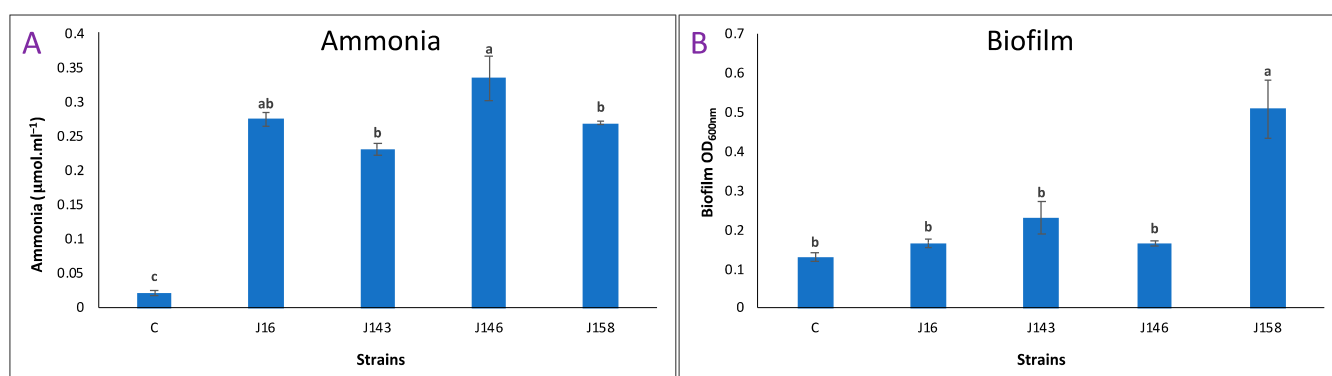 A
Ammonia
Ammonia (µmol.ml⁻¹)
0.4
0.35
0.3
0.25
0.2
0.15
0.1
0.05
0
c
ab
b
a
b
C J16 J143 J146 J158
Strains
B
Biofilm
Biofilm OD600nm
0.7
0.6
0.5
0.4
0.3
0.2
0.1
0
b
b
b
b
a
C J16 J143 J146 J158
Strains